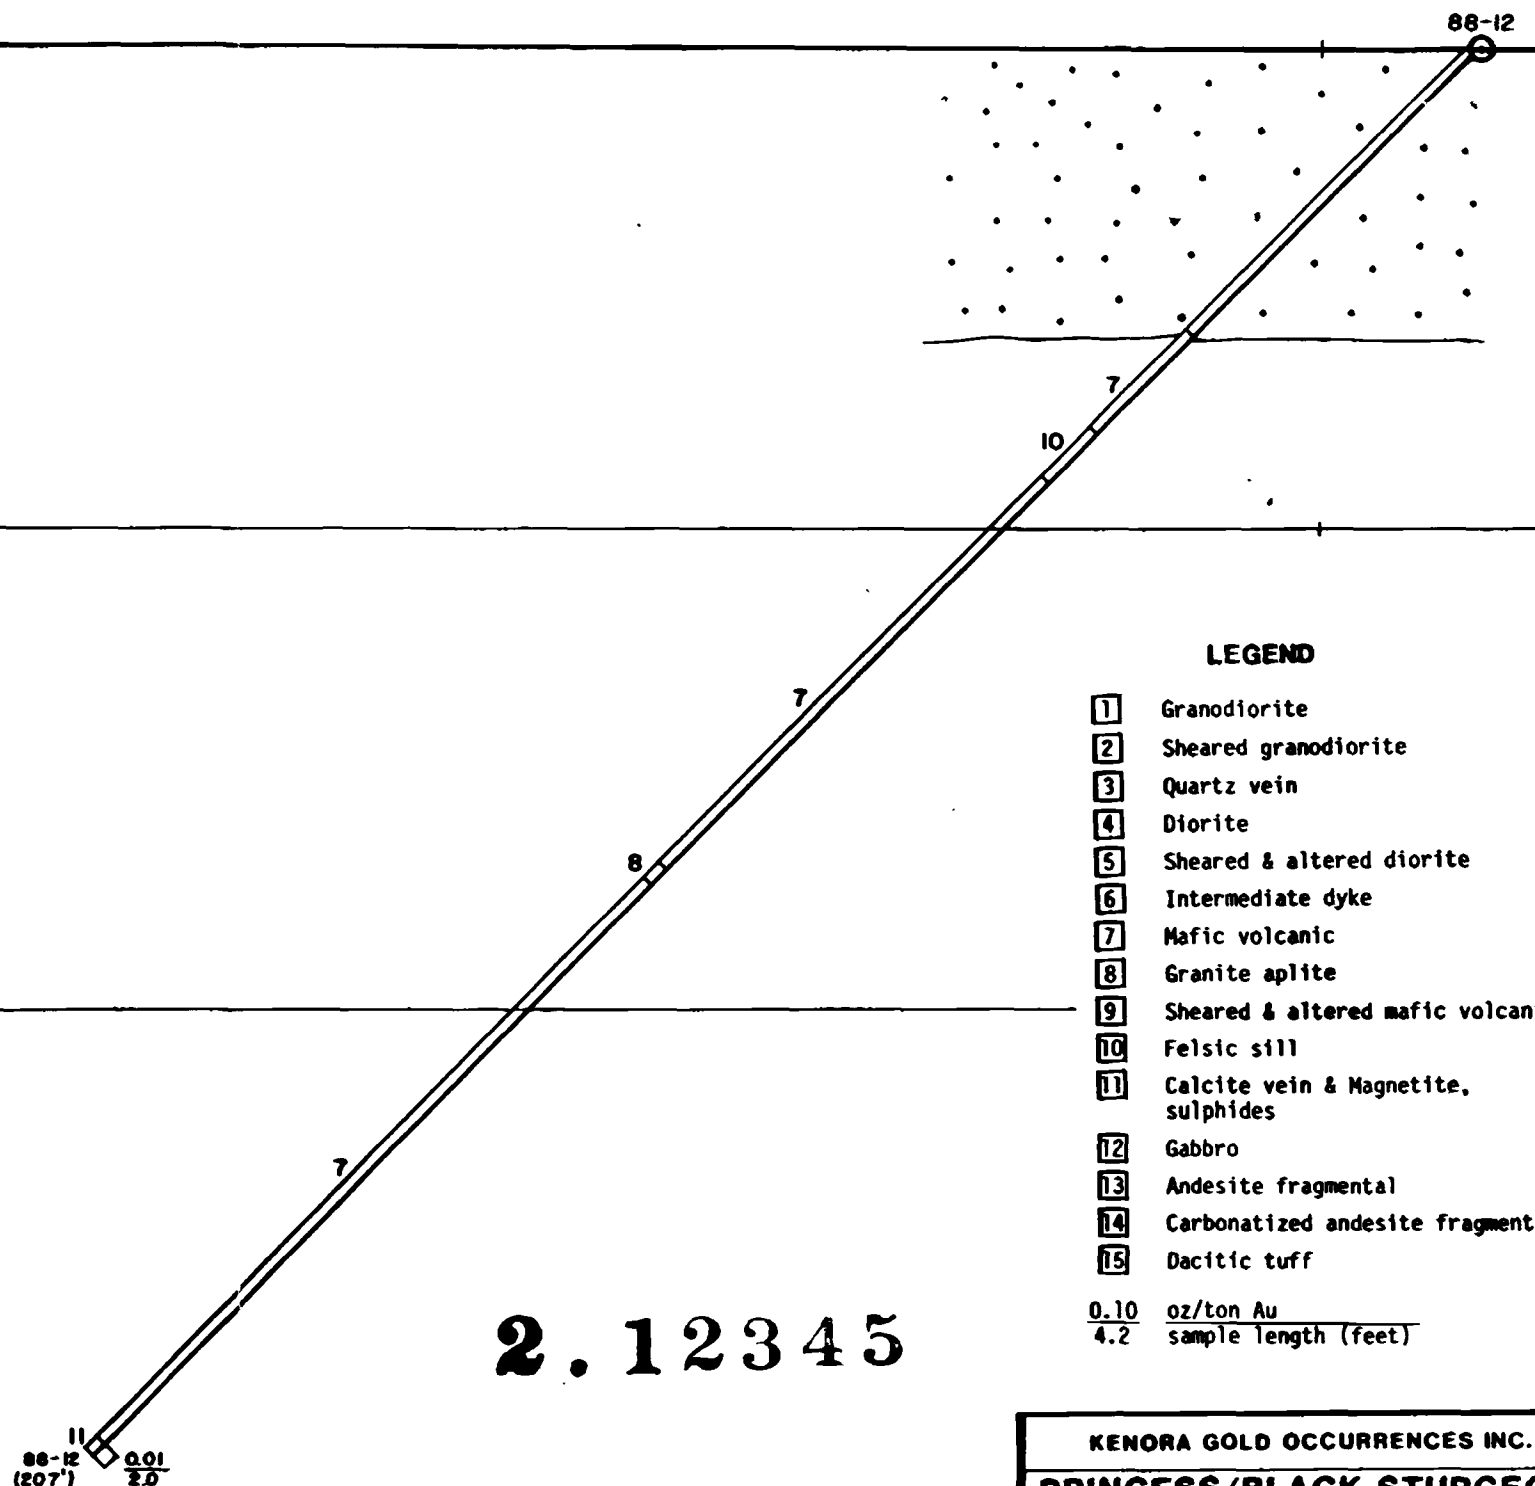 88-12
7
10
7
8
7
LEGEND
1 Granodiorite
2 Sheared granodiorite
3 Quartz vein
4 Diorite
5 Sheared & altered diorite
6 Intermediate dyke
7 Mafic volcanic
8 Granite aplite
9 Sheared & altered mafic volcan
10 Felsic sill
11 Calcite vein & Magnetite,
sulphides
12 Gabbro
13 Andesite fragmental
14 Carbonatized andesite fragment
15 Dacitic tuff
0.10 oz/ton Au
4.2 sample length (feet)
2.12345
11
88-12
(207')
0.01
2.0
KENORA GOLD OCCURRENCES INC.
PRINCESS/BLACK STURGEO